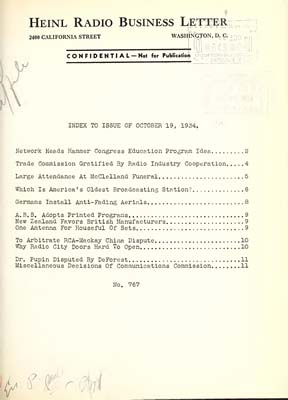 HEINL RADIO BUSINESS LETTER
2400 CALIFORNIA STREET WASHINGTON, D. C.
CONFIDENTIAL—Not for Publication
INDEX TO ISSUE OF OCTOBER 19, 1934.
Network Heads Hammer Congress Education Program Idea.........2
Trade Commission Gratified By Radio Industry Cooperation.....4
Large Attendance At McClelland Funeral.......................5
Which Is America's Oldest Broadcasting Station?..............6
Germans Install Anti-Fading Aerials..........................8
A.B.S. Adopts Printed Programs...............................9
New Zealand Favors British Manufacturers.....................9
One Antenna For Houseful Of Sets.............................9
To Arbitrate RCA-Mackay China Dispute.......................10
Why Radio City Doors Hard To Open...........................10
Dr. Pupin Disputed By DeForest..............................11
Miscellaneous Decisions Of Communications Commission........11
No. 767